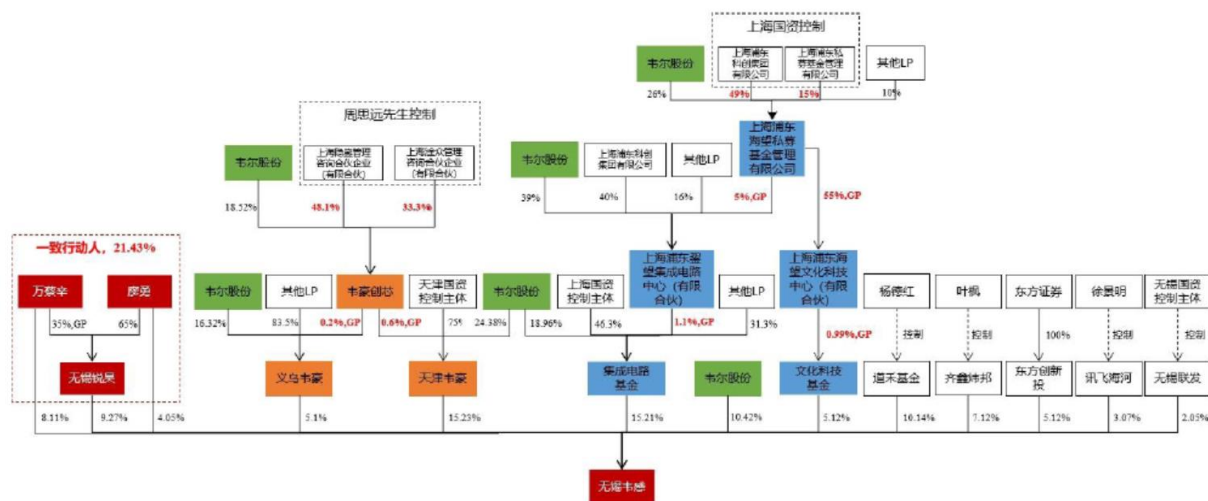 上海国资控制
韦尔股份
上海浦东
科创集团
有限公司
上海浦东私
募基金管理
有限公司
其他LP
26%
49%
15%
10%
周思远先生控制
韦尔股份
咨询合伙企业
(有限合伙)
咨询合伙企业
(有限合伙)
上海浦东
海望私募
基金管理
有限公司
韦尔股份
上海浦东科创
集团有限公司
其他LP
18.52%
48.1%
33.3%
39%
40%
16%
5%,GP
55%,GP
一致行动人，21.43%
万蔡辛
廖勇
韦尔股份
其他LP
韦豪创芯
天津国资
控制主体
韦尔股份
上海国资
控制主体
上海浦东
望集成电路
中心（有限
合伙）
其他LP
上海浦东海
望文化科技
中心（有限
合伙）
杨德红
叶枫
东方证券
徐景明
无锡国资
控制主体
35%,GP
65%
16.32%
83.5%
0.2%,GP
0.6%,GP
24.38%
18.96%
46.3%
1.1%,GP
31.3%
0.99%,GP
控制
控制
100%
控制
控制
无锡锐昊
义乌韦豪
天津韦豪
集成电路
基金
韦尔股份
文化科技
基金
道禾基金
齐鑫炜邦
东方创新
投
讯飞海河
无锡联发
8.11%
9.27%
4.05%
5.1%
15.23%
15.21%
10.42%
5.12%
10.14%
7.12%
5.12%
3.07%
2.05%
无锡韦感